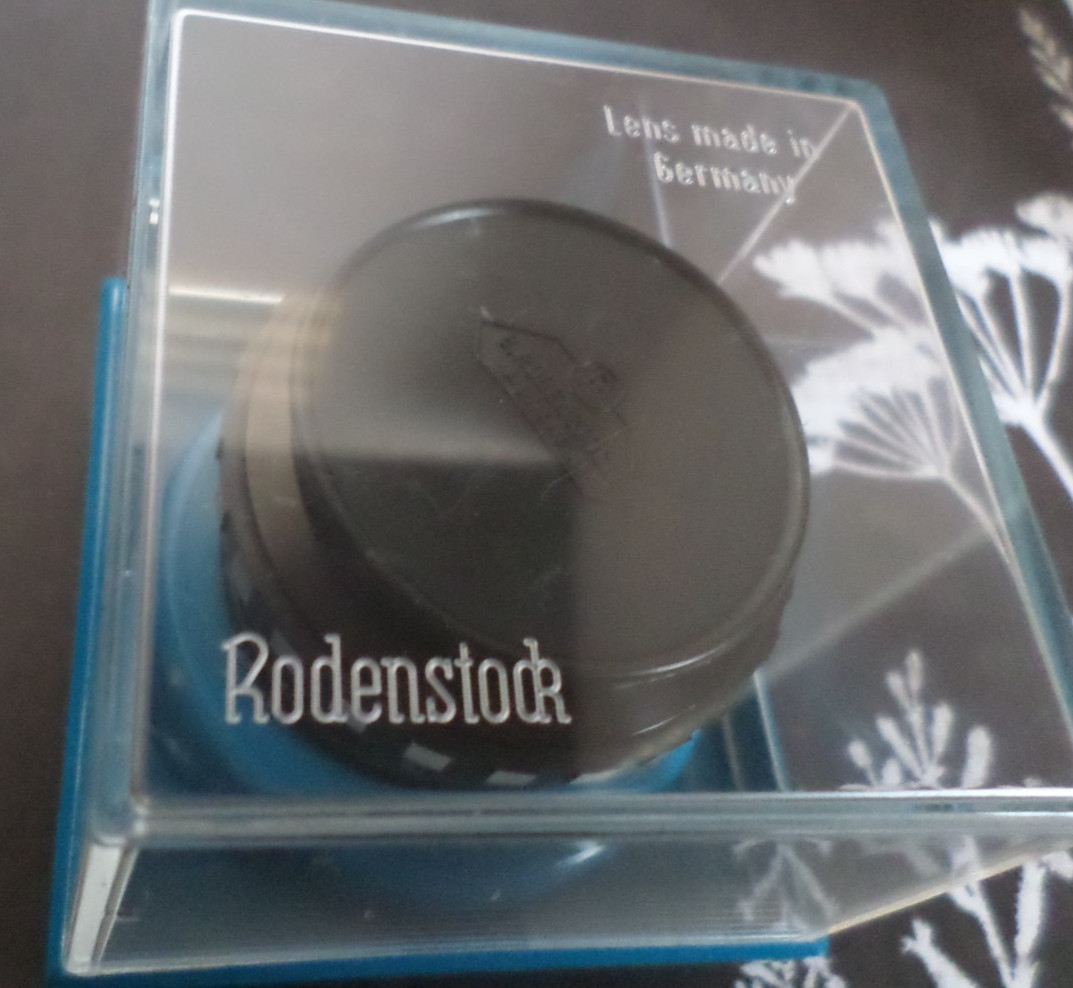 Lens made in
Germany
Rodenstock